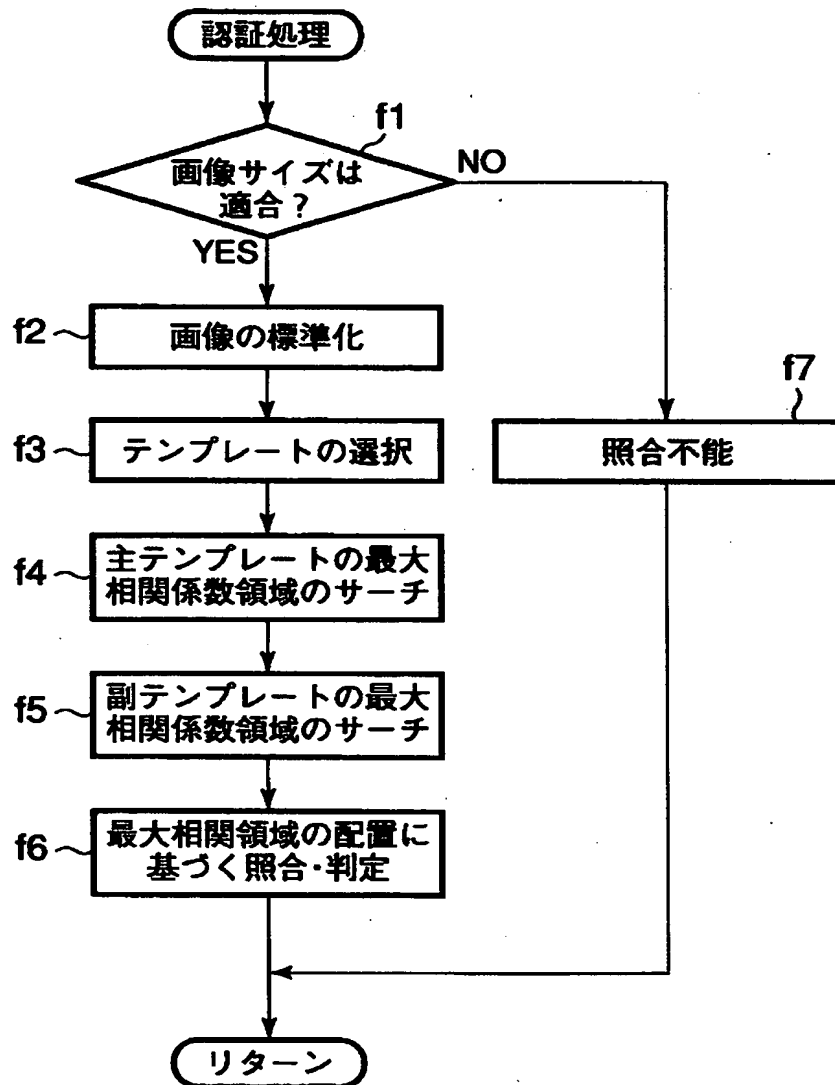 認証処理
f1
画像サイズは
適合？
NO
YES
f2
画像の標準化
f7
f3
テンプレートの選択
照合不能
f4
主テンプレートの最大
相関係数領域のサーチ
f5
副テンプレートの最大
相関係数領域のサーチ
f6
最大相関領域の配置に
基づく照合・判定
リターン